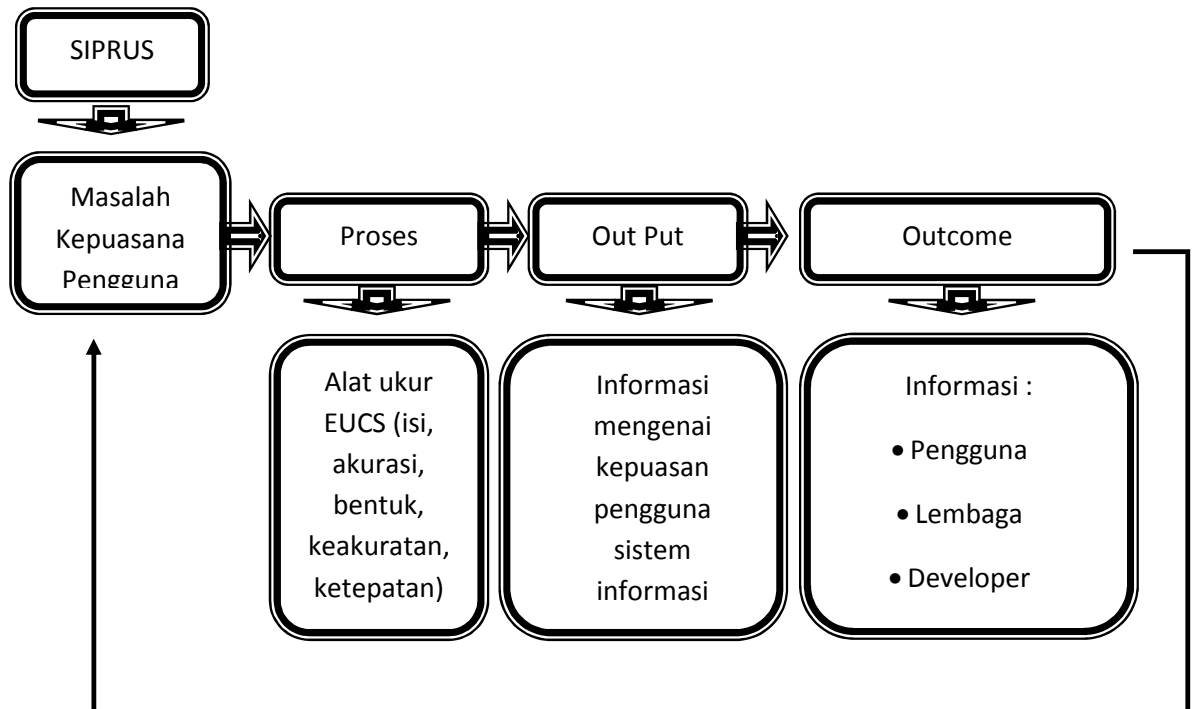 SIPRUS
Masalah
Kepuasana
Pengguna
Proses
Out Put
Outcome
Alat ukur
EUCS (isi,
akurasi,
bentuk,
keakuratan,
ketepatan)
Informasi
mengenai
kepuasan
pengguna
sistem
informasi
Informasi :
• Pengguna
• Lembaga
• Developer